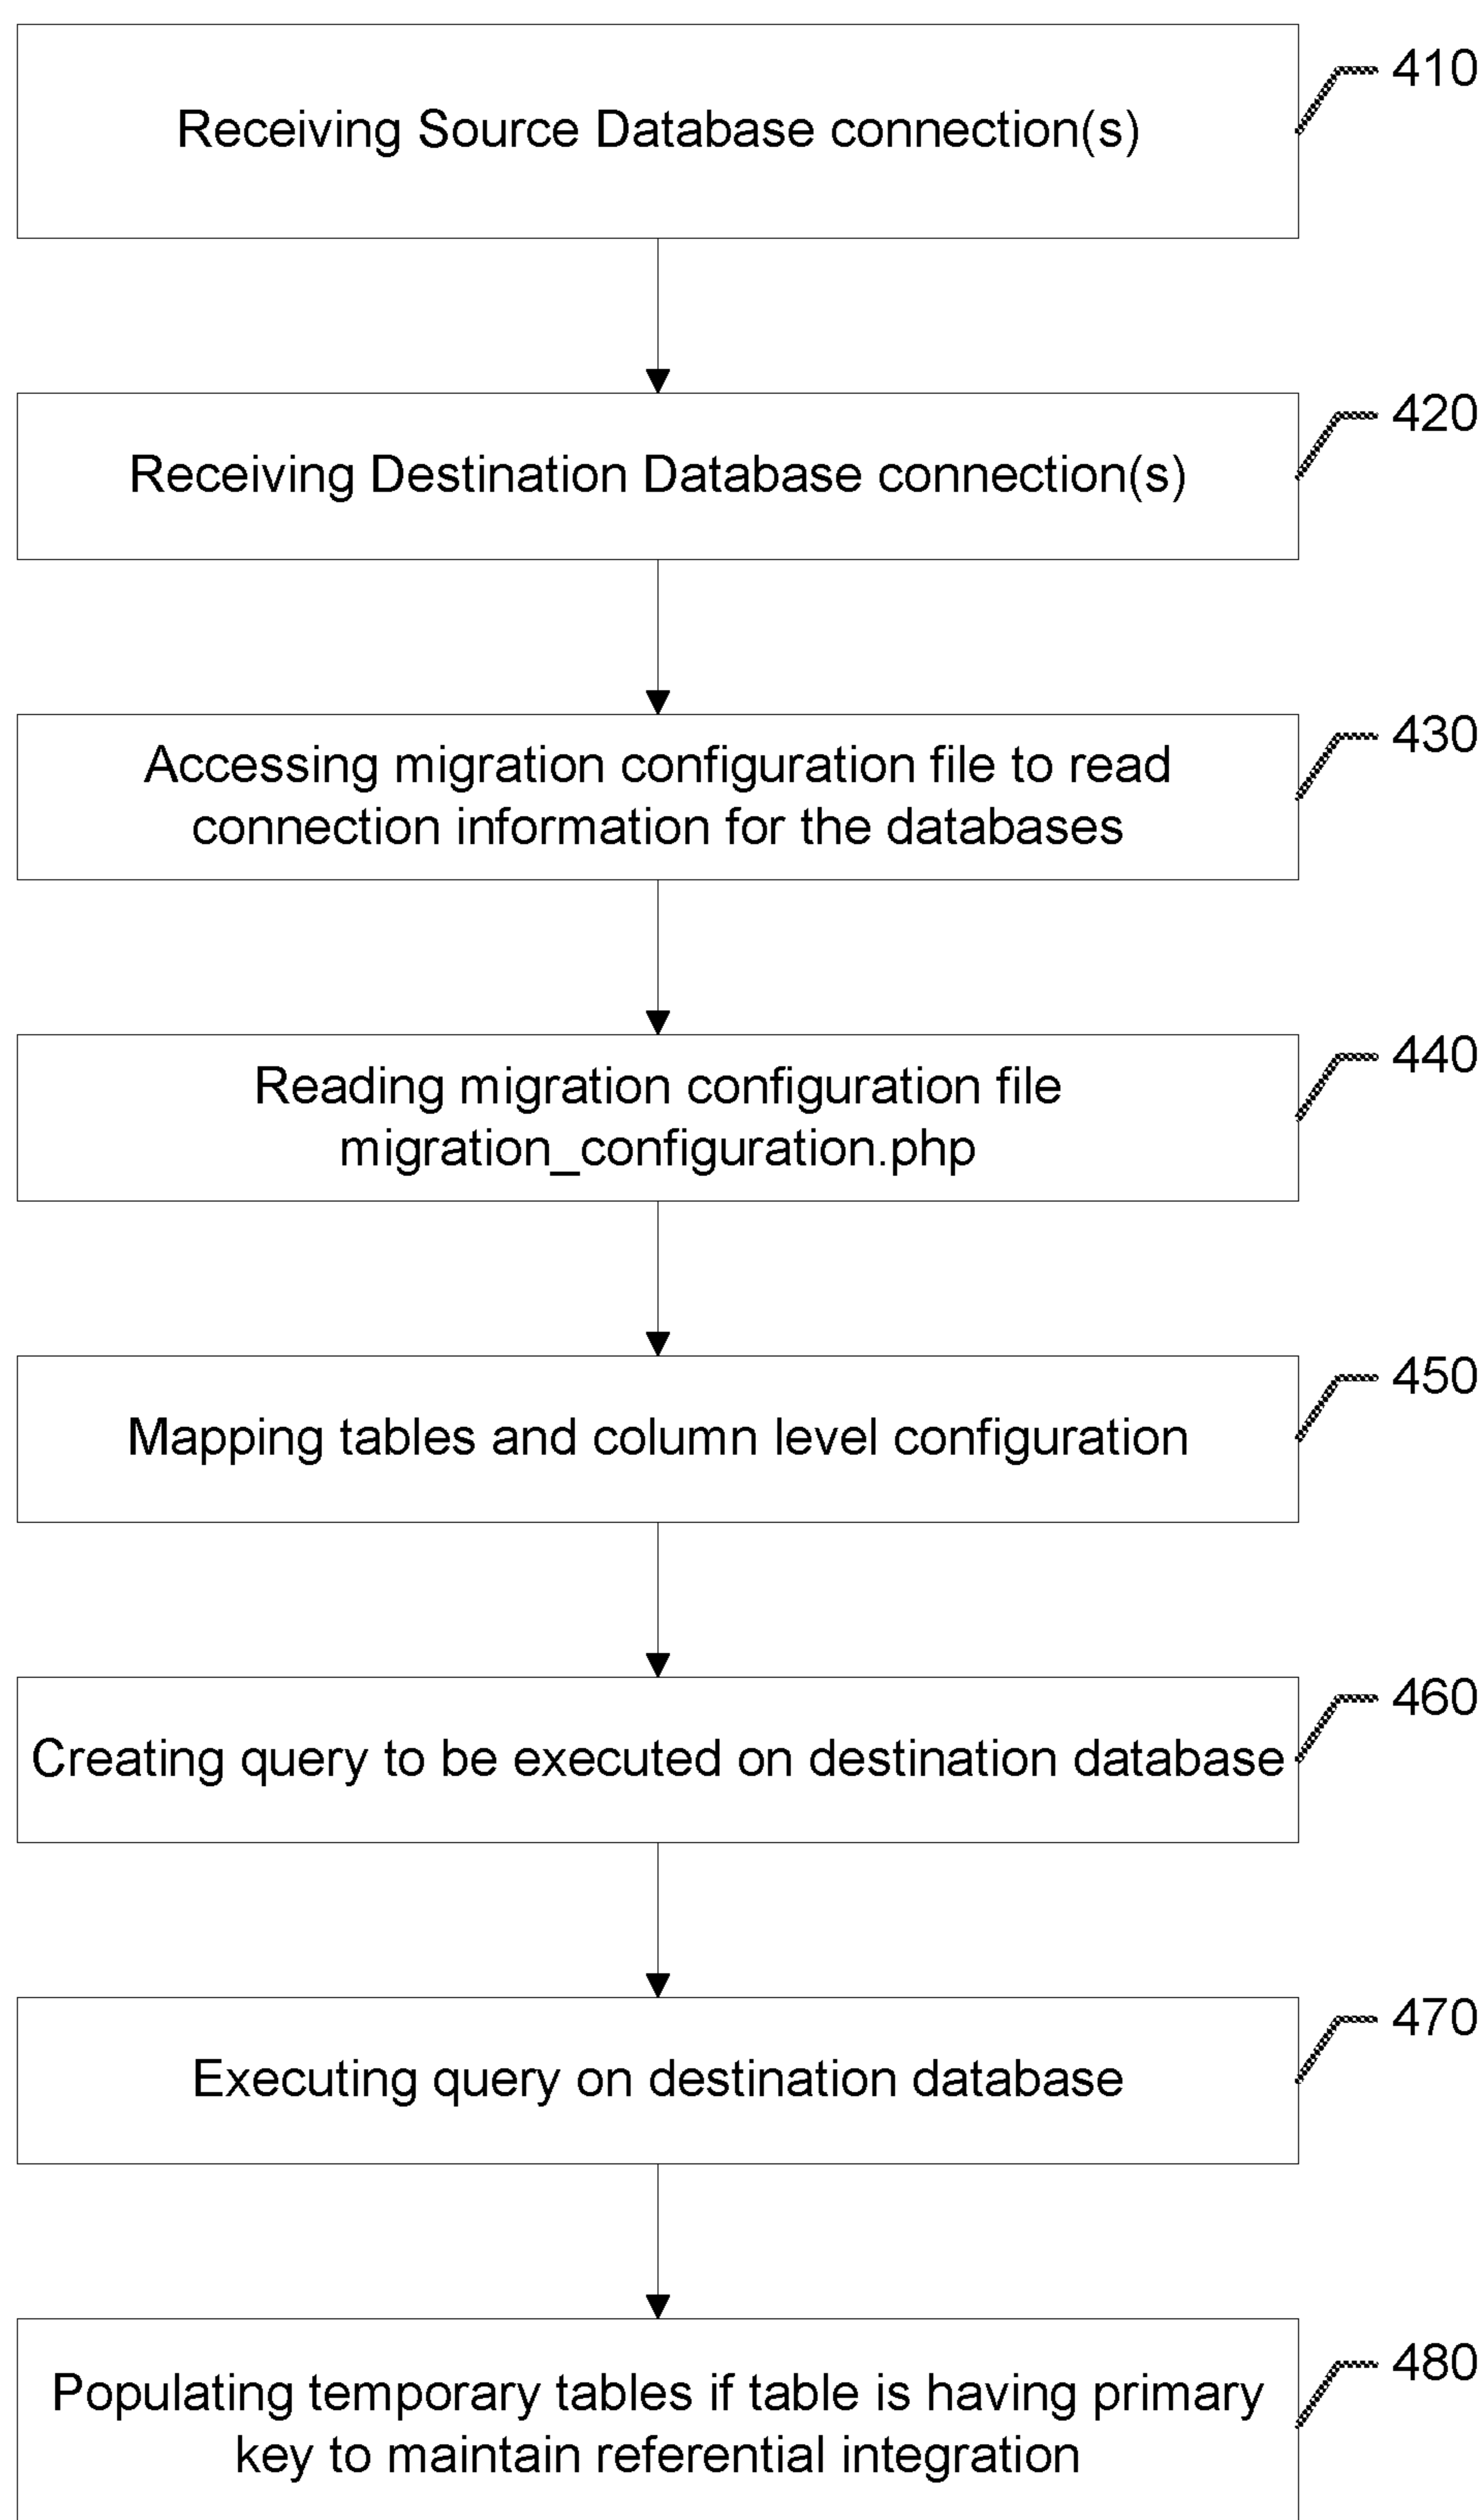 410
Receiving Source Database connection(s)
420
Receiving Destination Database connection(s)
430
Accessing migration configuration file to read
connection information for the databases
440
Reading migration configuration file
migration_configuration.php
450
Mapping tables and column level configuration
460
Creating query to be executed on destination database
470
Executing query on destination database
480
Populating temporary tables if table is having primary
key to maintain referential integration